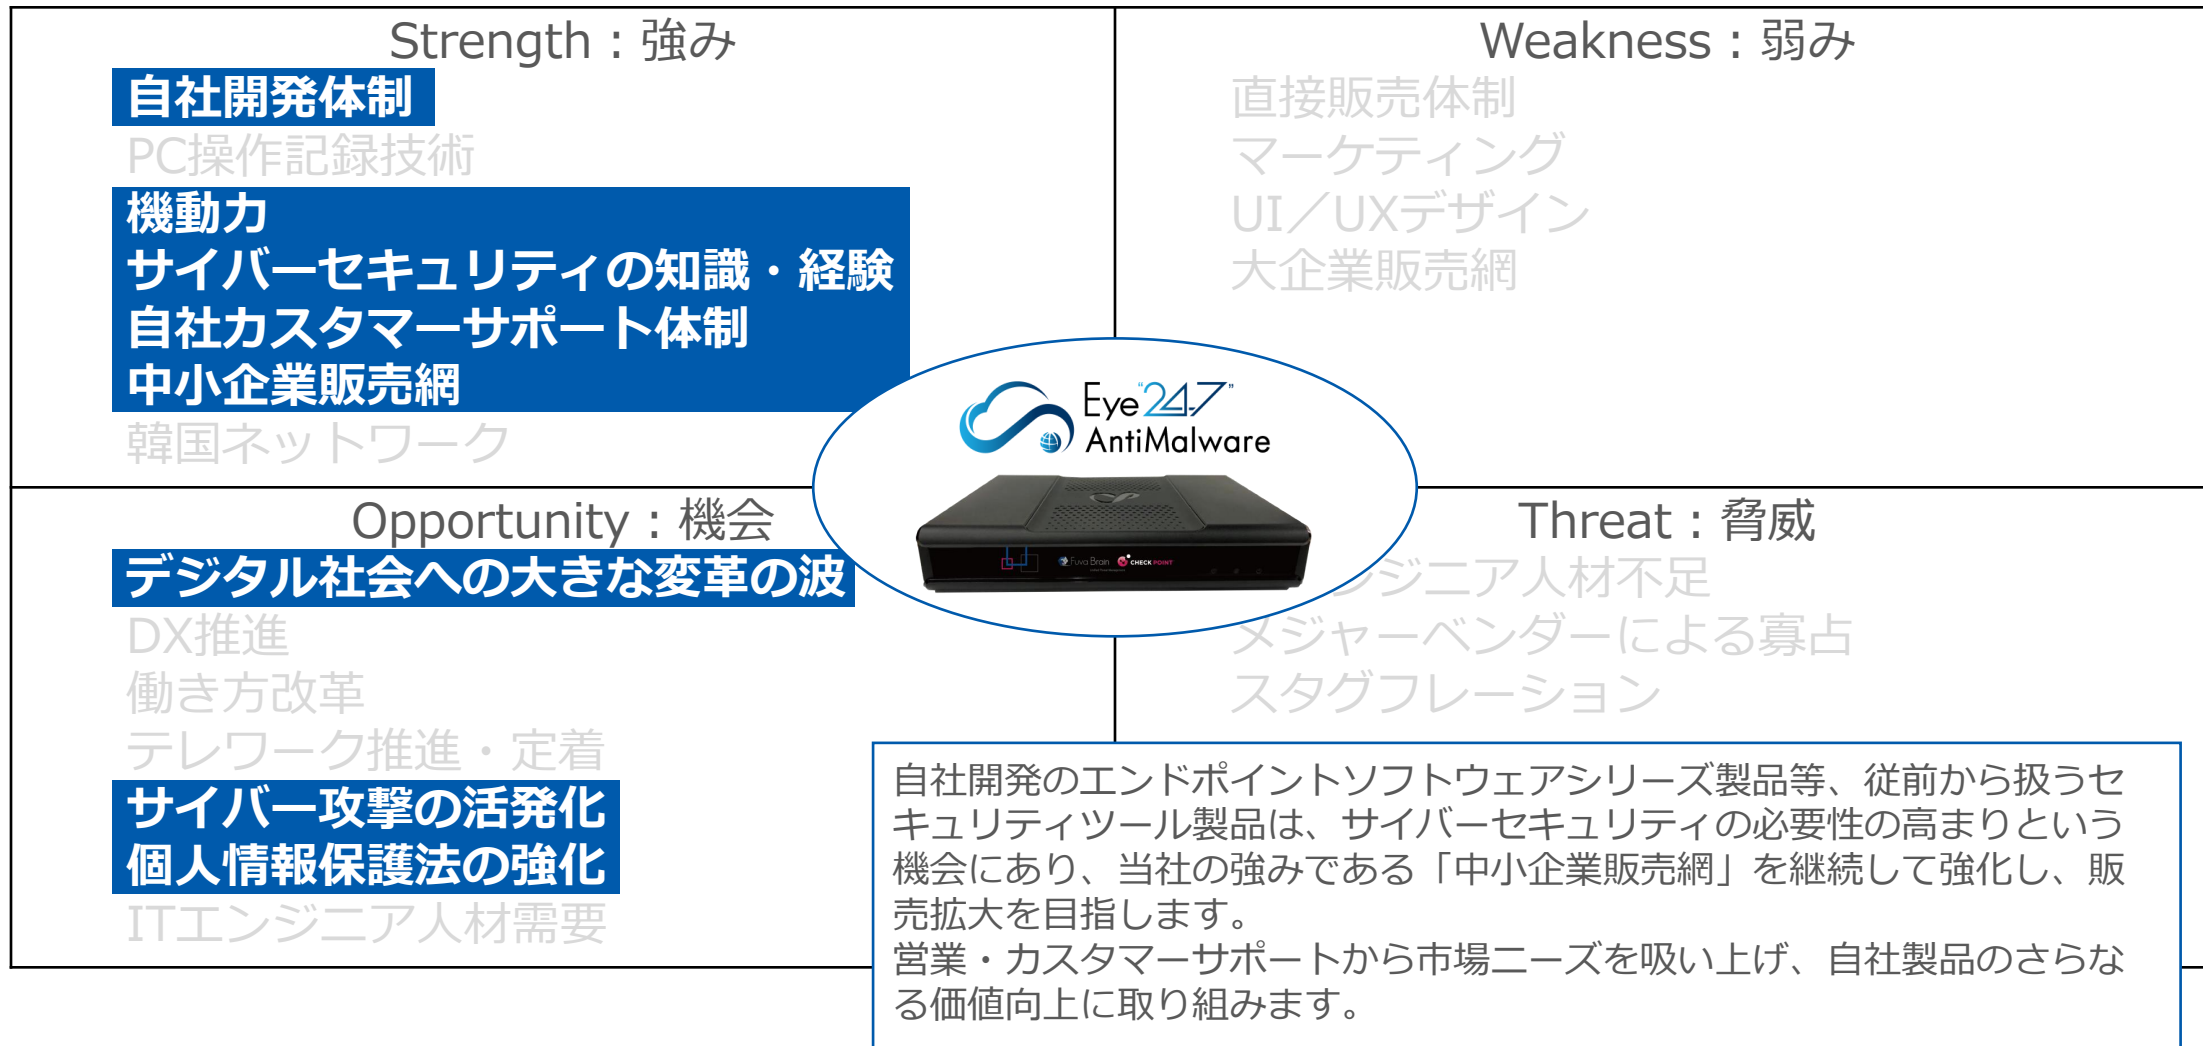 Strength：強み
自社開発体制
PC操作記録技術
機動力
サイバーセキュリティの知識・経験
自社カスタマーサポート体制
中小企業販売網
韓国ネットワーク
Weakness：弱み
直接販売体制
マーケティング
UI／UXデザイン
大企業販売網
Eye "24-7"
AntiMalware
Fuva Brain
CHECK POINT
Opportunity：機会
デジタル社会への大きな変革の波
DX推進
働き方改革
テレワーク推進・定着
サイバー攻撃の活発化
個人情報保護法の強化
ITエンジニア人材需要
Threat：脅威
ンジニア人材不足
メジャーベンダーによる寡占
スタグフレーション
自社開発のエンドポイントソフトウェアシリーズ製品等、従前から扱うセ
キュリティツール製品は、サイバーセキュリティの必要性の高まりという
機会にあり、当社の強みである「中小企業販売網」を継続して強化し、販
売拡大を目指します。
営業・カスタマーサポートから市場ニーズを吸い上げ、自社製品のさらな
る価値向上に取り組みます。